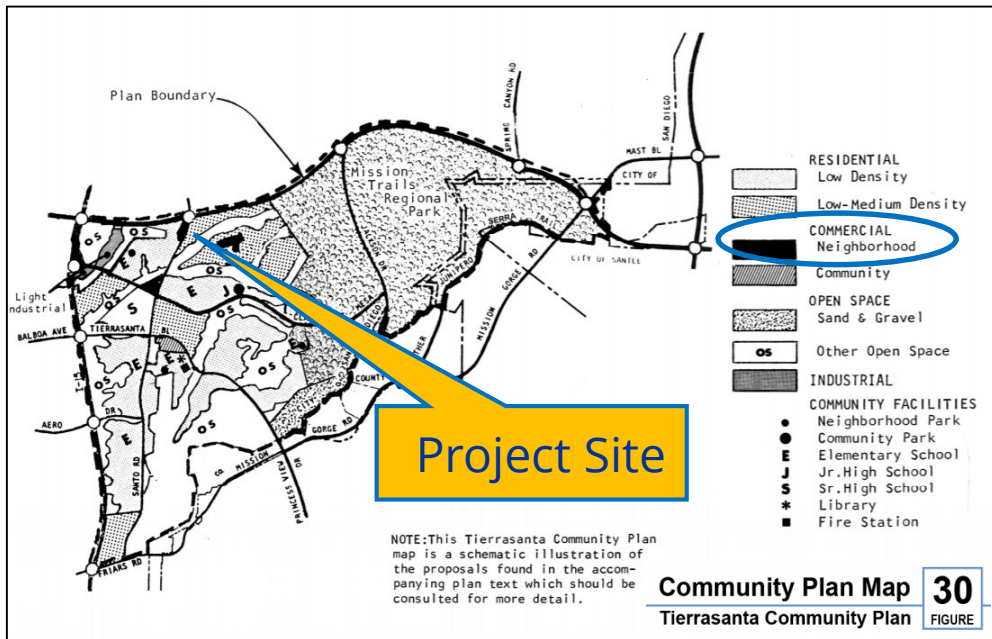 Plan Boundary
SPRING CANYON RD
SAN DIEGO
MAST BL
CITY OF
Mission
Trails
Regional
Park
SERRA
JUNIPERO
CITY OF SANTEE
GORGE RD
MISSION
Light
Industrial
OS
E
OS
E
J
S
BALBOA AVE
TIERRASANTA
BL
OS
E
E
OS
E
OS
I-15
AERO
DR
OS
E
SANTO RD
COUNTY
GORGE RD
MISSION
CO.
PRINCESS VIEW
DR
FRIARS RD
Project Site
RESIDENTIAL
Low Density
Low-Medium Density
COMMERCIAL
Neighborhood
Community
OPEN SPACE
Sand & Gravel
OS Other Open Space
INDUSTRIAL
COMMUNITY FACILITIES
Neighborhood Park
Community Park
E Elementary School
J Jr.High School
S Sr.High School
* Library
Fire Station
NOTE:This Tierrasanta Community Plan
map is a schematic illustration of
the proposals found in the accom-
panying plan text which should be
consulted for more detail.
Community Plan Map
Tierrasanta Community Plan
30
FIGURE